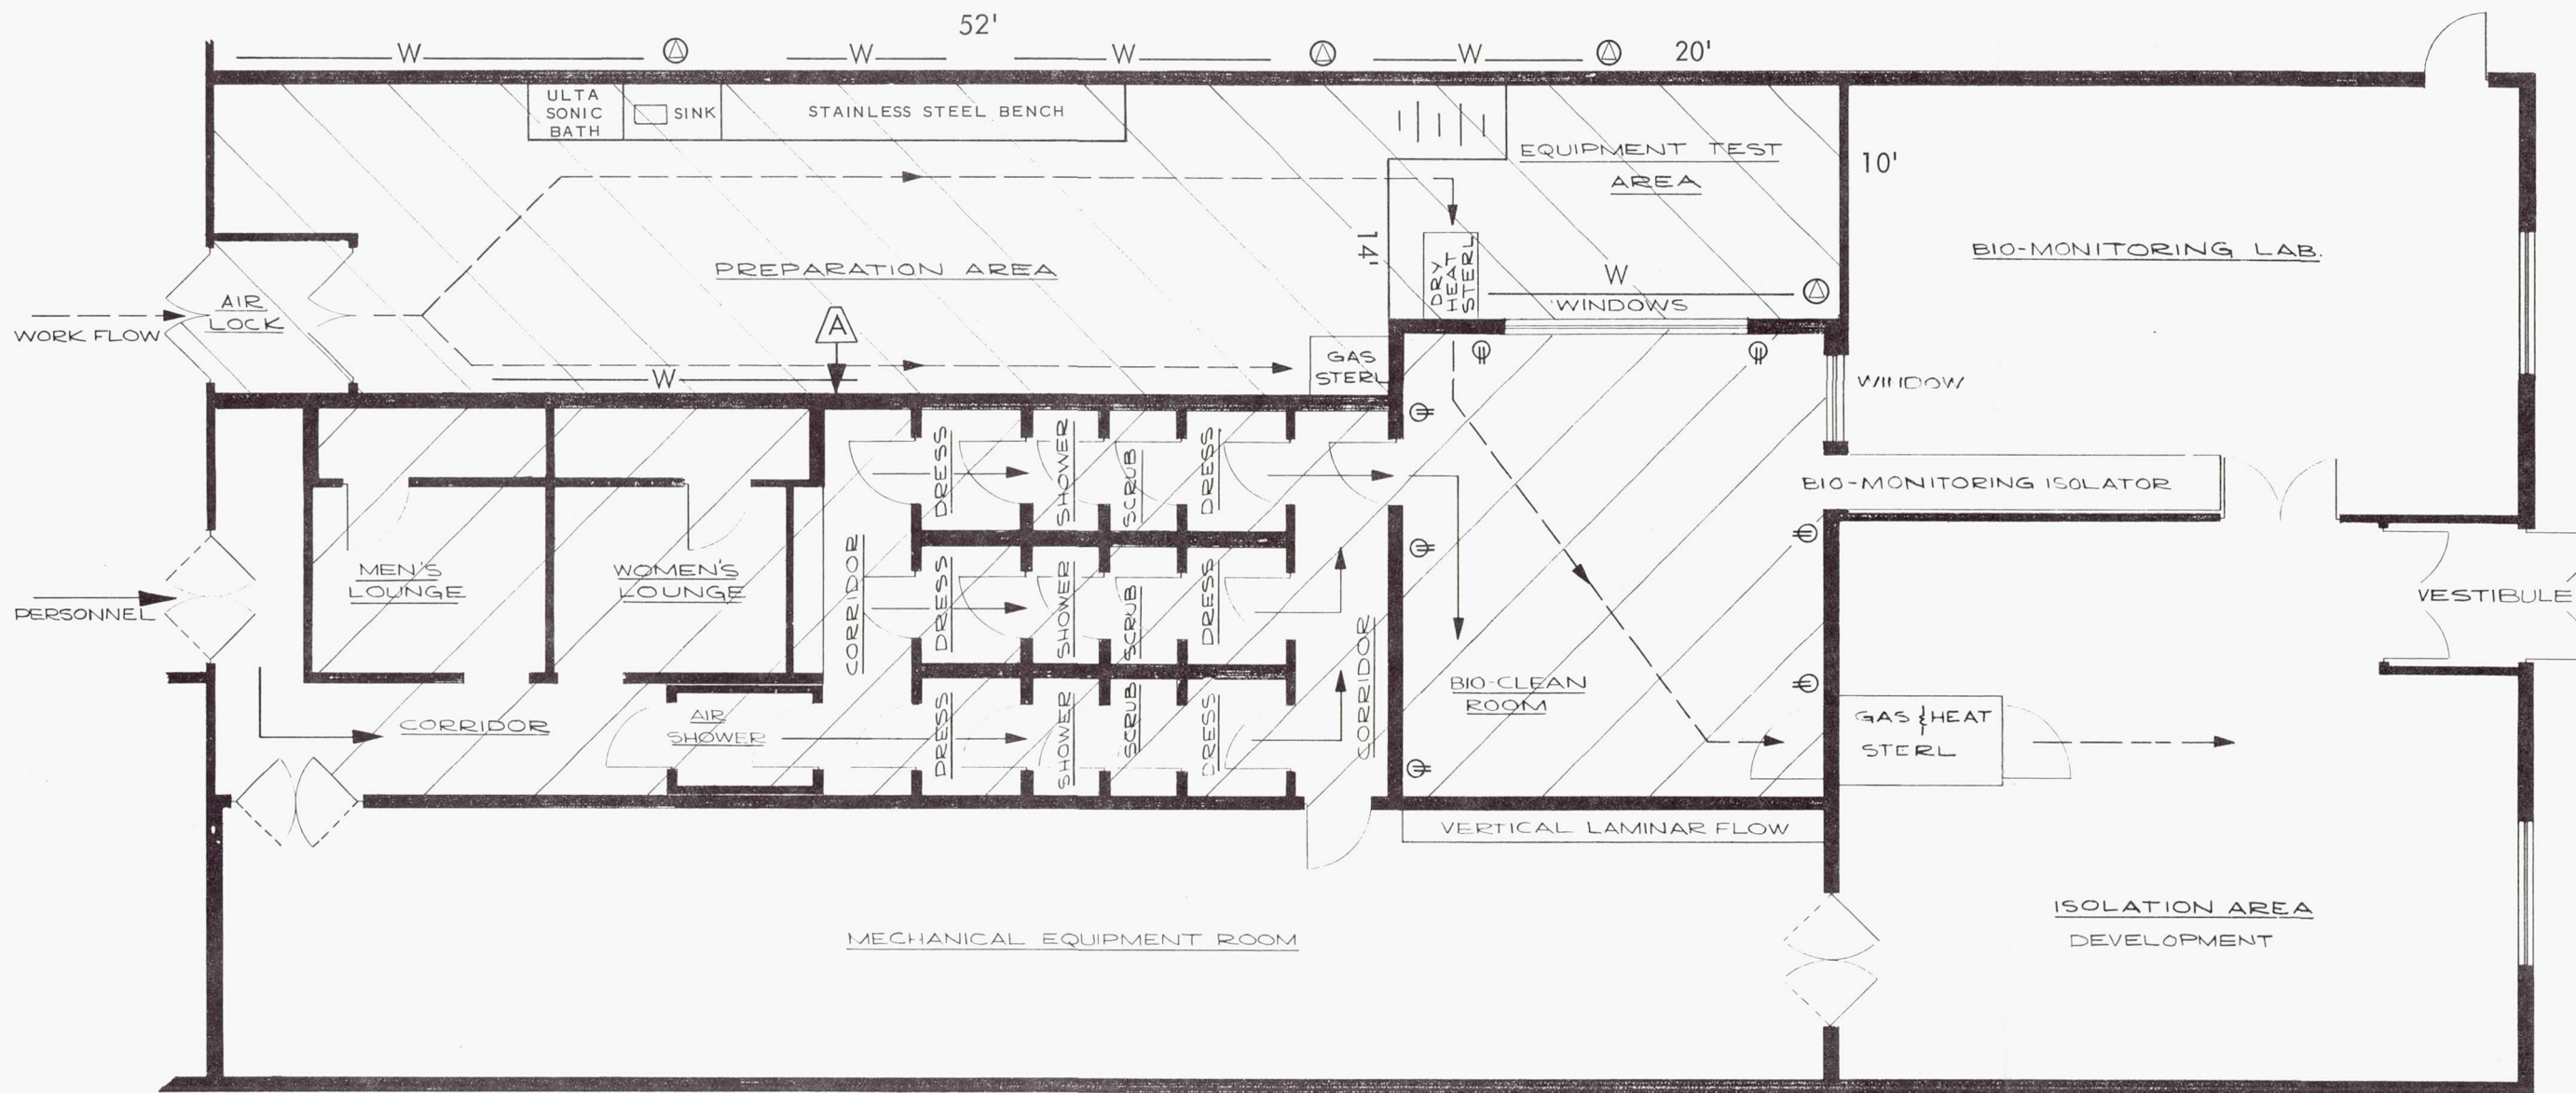 52'
W
W
W
W
20'
ULTA
SONIC
BATH
SINK
STAINLESS STEEL BENCH
EQUIPMENT TEST
AREA
10'
14'
BIO-MONITORING LAB.
PREPARATION AREA
DRY
HEAT
STERL
W
WINDOWS
AIR
LOCK
WORK FLOW
A
W
GAS
STERL
WINDOW
DRESS
SHOWER
SCRUB
DRESS
BIO-MONITORING ISOLATOR
MEN'S
LOUNGE
WOMEN'S
LOUNGE
CORRIDOR
DRESS
SHOWER
SCRUB
DRESS
CORRIDOR
PERSONNEL
VESTIBULE
BIO-CLEAN
ROOM
CORRIDOR
AIR
SHOWER
DRESS
SHOWER
SCRUB
DRESS
GAS & HEAT
STERL
VERTICAL LAMINAR FLOW
MECHANICAL EQUIPMENT ROOM
ISOLATION AREA
DEVELOPMENT